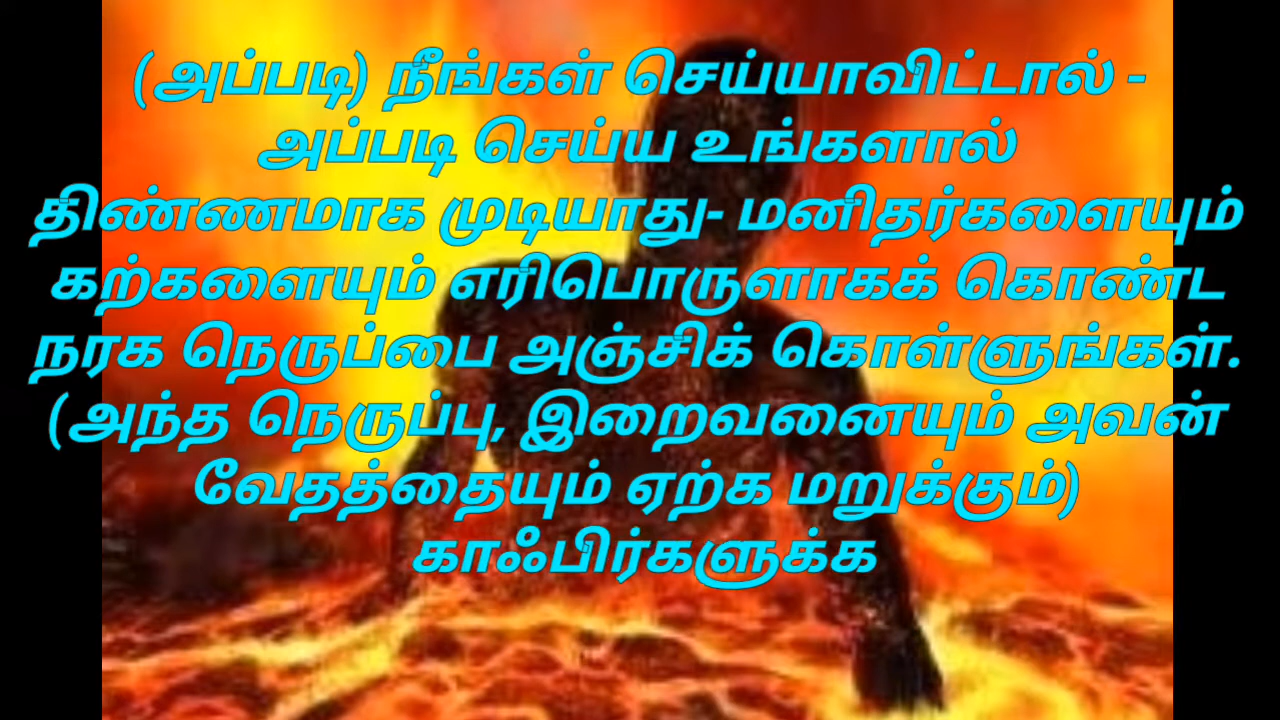 (அப்படி) நீங்கள் செய்யாவிட்டால் -
அப்படி செய்ய உங்களால்
திண்ணமாக முடியாது- மனிதர்களையும்
கற்களையும் எரிபொருளாகக் கொண்ட
நரக நெருப்பை அஞ்சிக் கொள்ளுங்கள்.
(அந்த நெருப்பு, இறைவனையும் அவன்
வேதத்தையும் ஏற்க மறுக்கும்)
காஃபிர்களுக்க